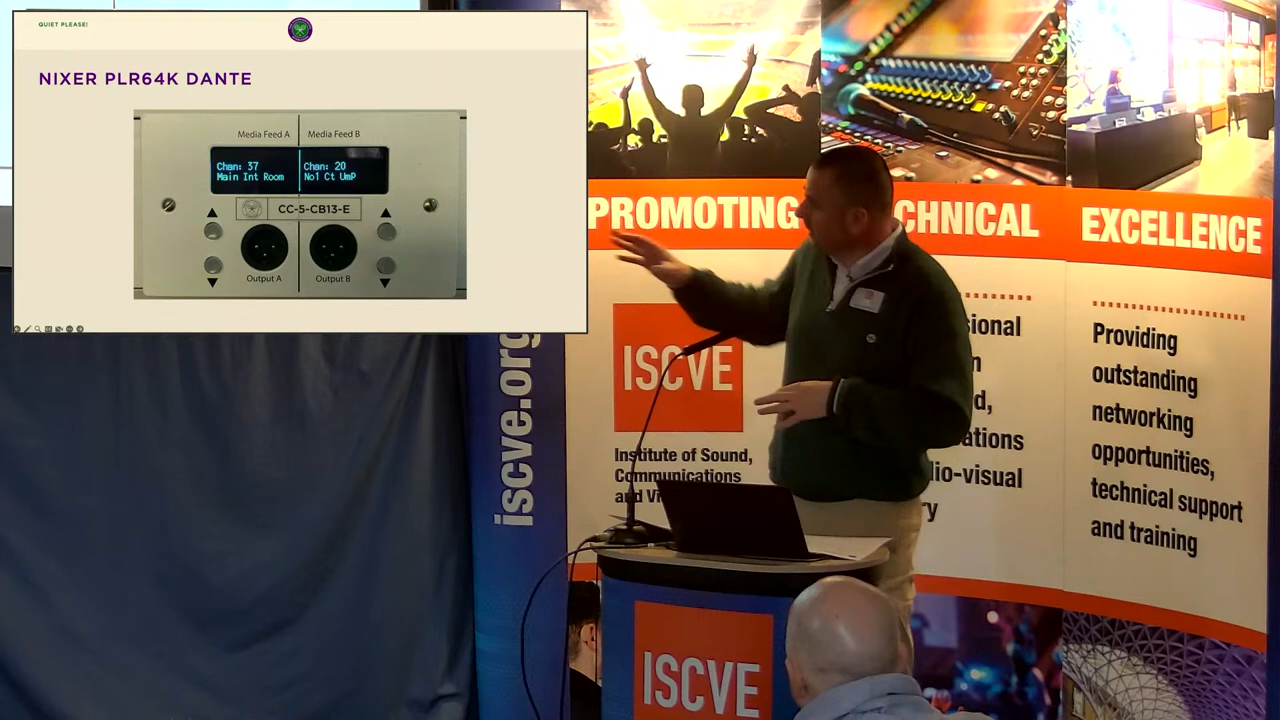 QUIET PLEASE!
NIXER PLR64K DANTE
Media Feed A
Media Feed B
Chan: 37
Main Int Room
Chan: 20
No1 Ct UmP
CC-5-CB13-E
Output A
Output B
PROMOTING
CHNICAL
EXCELLENCE
iscve.org
ISCVE
Institute of Sound,
Communications
and Vi
sional
n
d,
ations
dio-visual
ry
Providing
outstanding
networking
opportunities,
technical support
and training
ISCVE